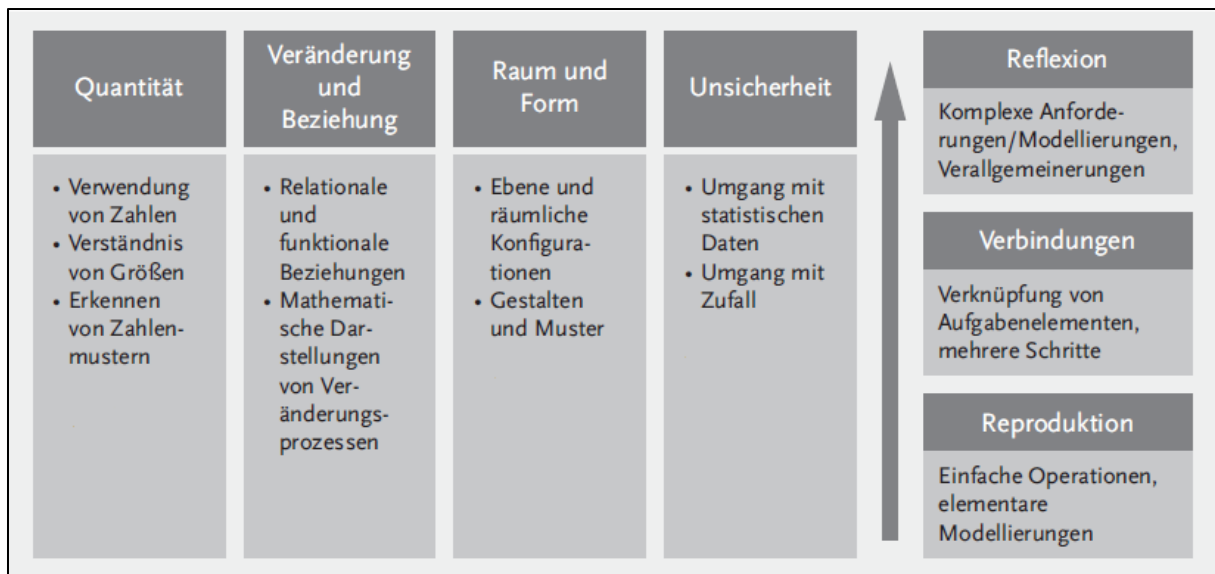 Quantität
• Verwendung
von Zahlen
• Verständnis
von Größen
• Erkennen
von Zahlen-
mustern
Veränderung
und
Beziehung
• Relationale
und
funktionale
Beziehungen
• Mathemati-
sche Dar-
stellungen
von Ver-
änderungs-
prozessen
Raum und
Form
• Ebene und
räumliche
Konfigura-
tionen
• Gestalten
und Muster
Unsicherheit
• Umgang mit
statistischen
Daten
• Umgang mit
Zufall
Reflexion
Komplexe Anforde-
rungen/Modellierungen,
Verallgemeinerungen
Verbindungen
Verknüpfung von
Aufgabenelementen,
mehrere Schritte
Reproduktion
Einfache Operationen,
elementare
Modellierungen